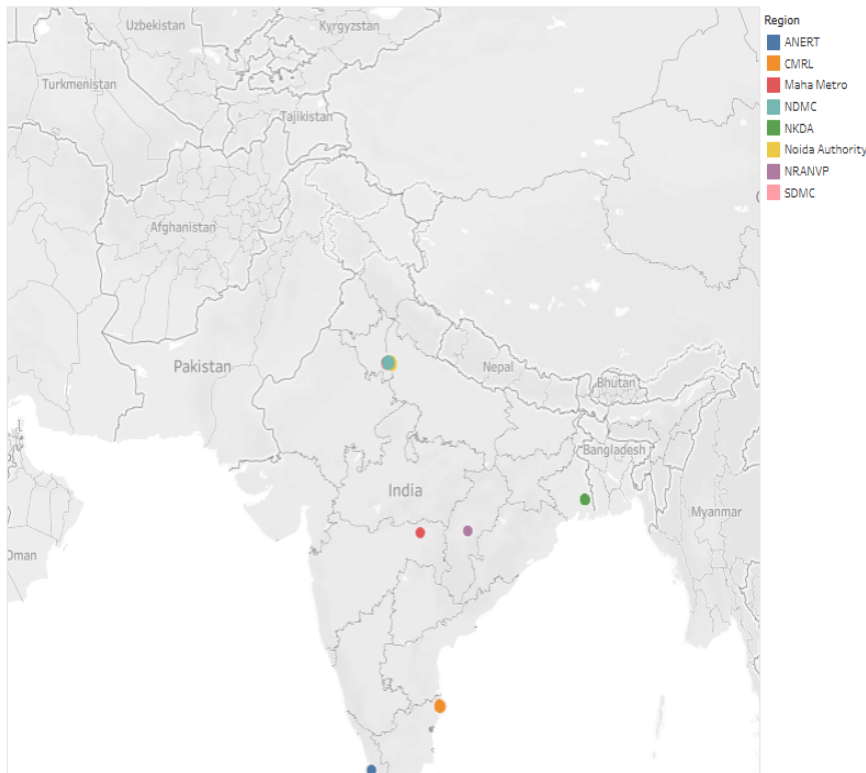 Uzbekistan
Kyrgyzstan
Turkmenistan
Tajikistan
Afghanistan
Pakistan
Nepal
Bhutan
Bangladesh
India
Myanmar
Oman
Region
ANERT
CMRL
Maha Metro
NDMC
NKDA
Noida Authority
NRANVP
SDMC